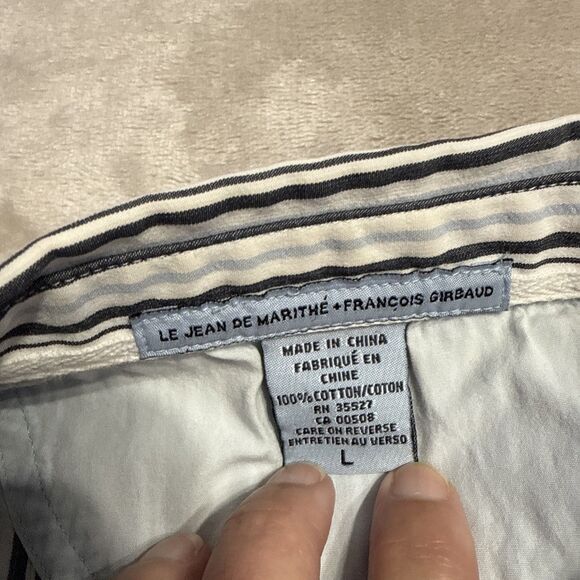 LE JEAN DE MARITHÉ + FRANÇOIS GIRBAUD
MADE IN CHINA
FABRIQUÉ EN
CHINE
100% COTTON/COTON
RN 35527
CA 00508
CARE ON REVERSE
ENTRETIEN AU VERSO
L